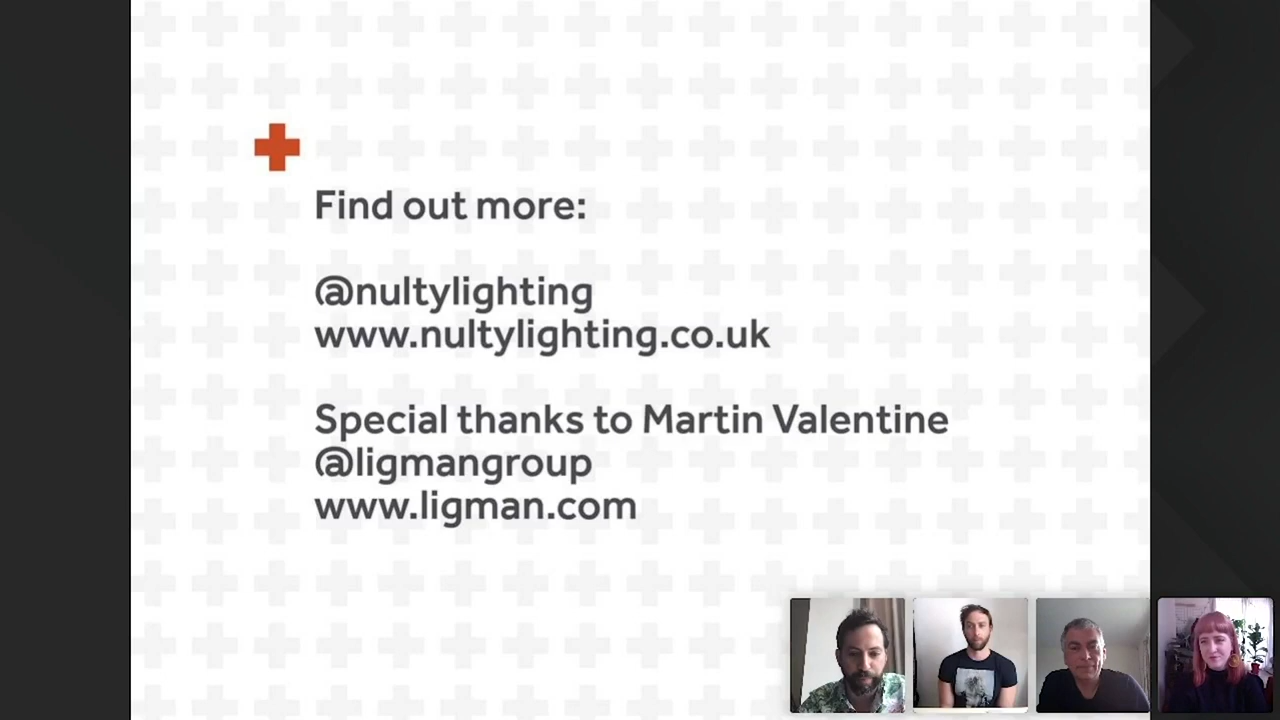 Find out more:
@nultylighting
www.nultylighting.co.uk
Special thanks to Martin Valentine
@ligmangroup
www.ligman.com